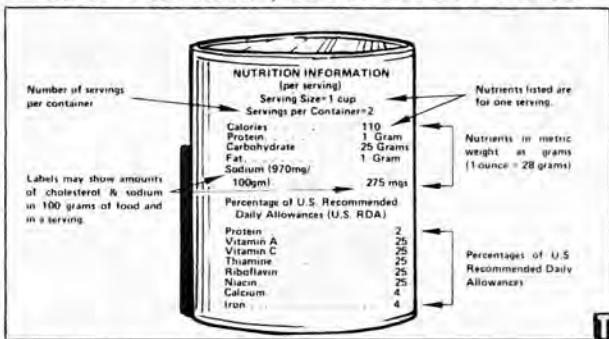 NUTRITION INFORMATION
(per serving)
Serving Size=1 cup
Servings per Container=2
Calories 110
Protein 1 Gram
Carbohydrate 25 Grams
Fat 1 Gram
Sodium (970mg/
100gm) 275 mgs
Percentage of U.S. Recommended
Daily Allowances (U.S. RDA)
Protein 2
Vitamin A 25
Vitamin C 25
Thiamine 25
Riboflavin 25
Niacin 25
Calcium 4
Iron 4
Number of servings
per container
Labels may show amounts
of cholesterol & sodium
in 100 grams of food and
in a serving.
Nutrients listed are
for one serving.
Nutrients in metric
weight as grams
(1 ounce = 28 grams)
Percentages of U.S.
Recommended Daily
Allowances